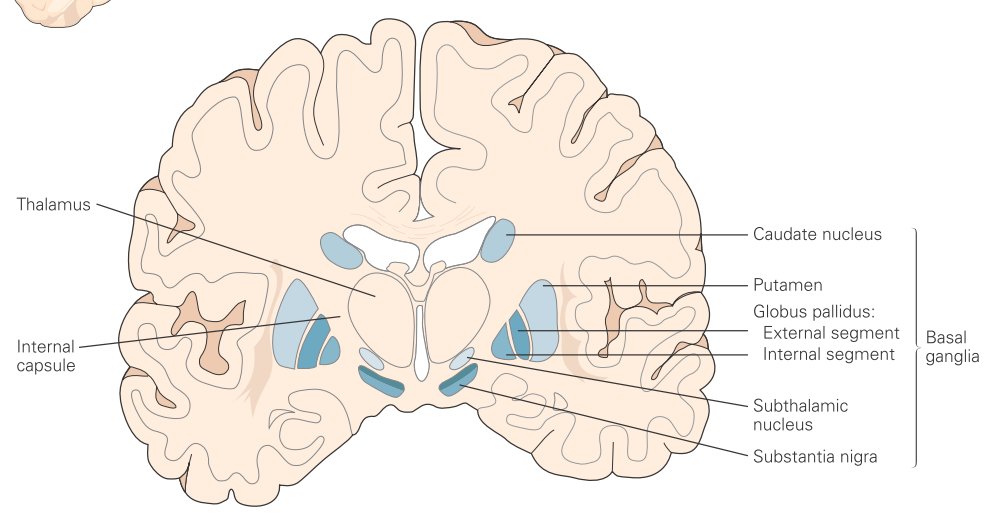 Thalamus
Internal
capsule
Caudate nucleus
Putamen
Globus pallidus:
External segment
Internal segment
Subthalamic
nucleus
Substantia nigra
Basal
ganglia